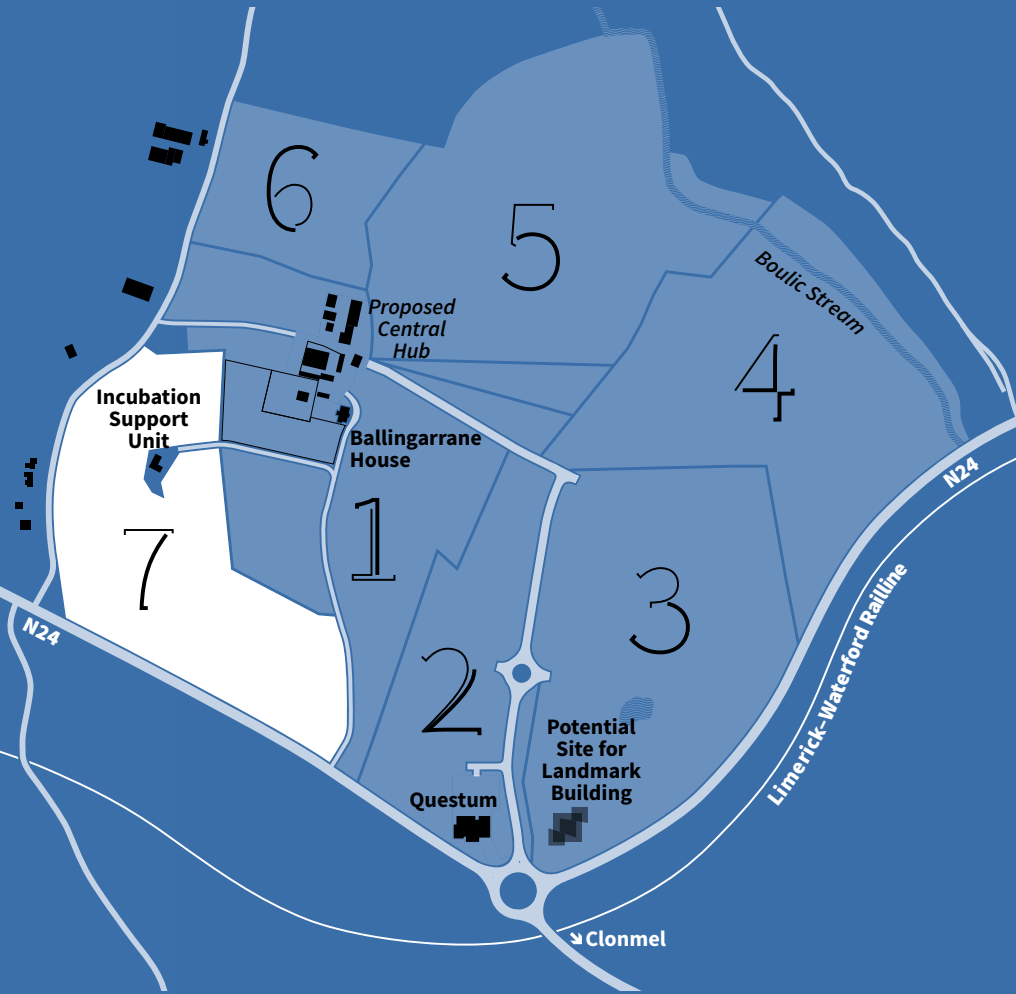 6
5
Proposed
Central
Hub
Boulic Stream
4
Incubation
Support
Unit
Ballingarrane
House
N24
1
7
3
Limerick-Waterford Railline
N24
2
Potential
Site for
Landmark
Building
Questum
Clonmel